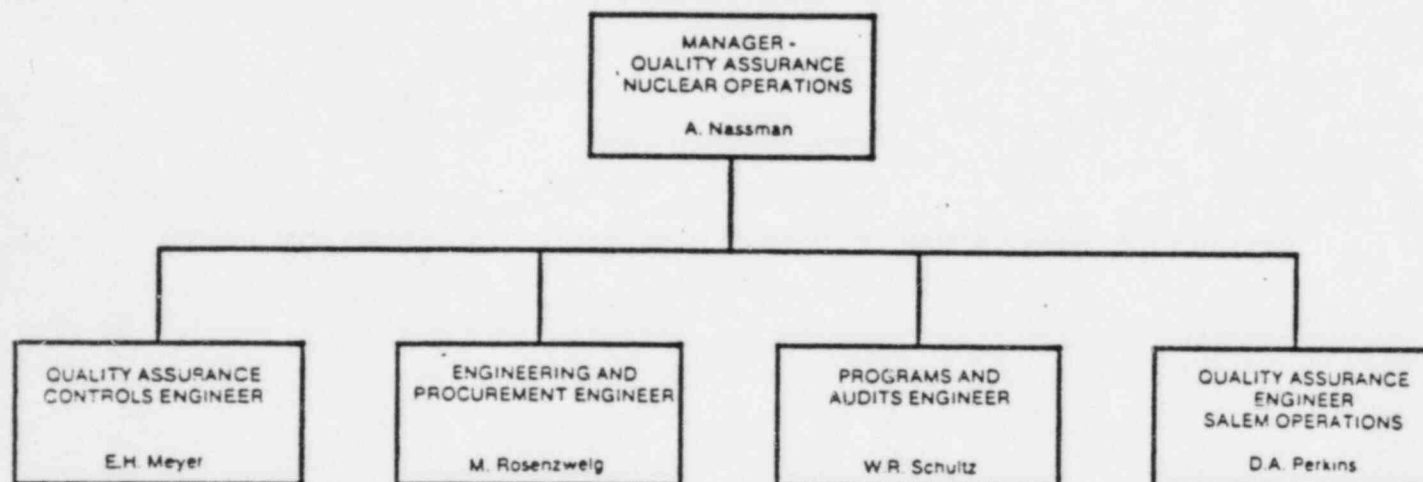 MANAGER -
QUALITY ASSURANCE
NUCLEAR OPERATIONS
A. Nassman
QUALITY ASSURANCE
CONTROLS ENGINEER
E.H. Meyer
ENGINEERING AND
PROCUREMENT ENGINEER
M. Rosenzweig
PROGRAMS AND
AUDITS ENGINEER
W.R. Schultz
QUALITY ASSURANCE
ENGINEER
SALEM OPERATIONS
D.A. Perkins